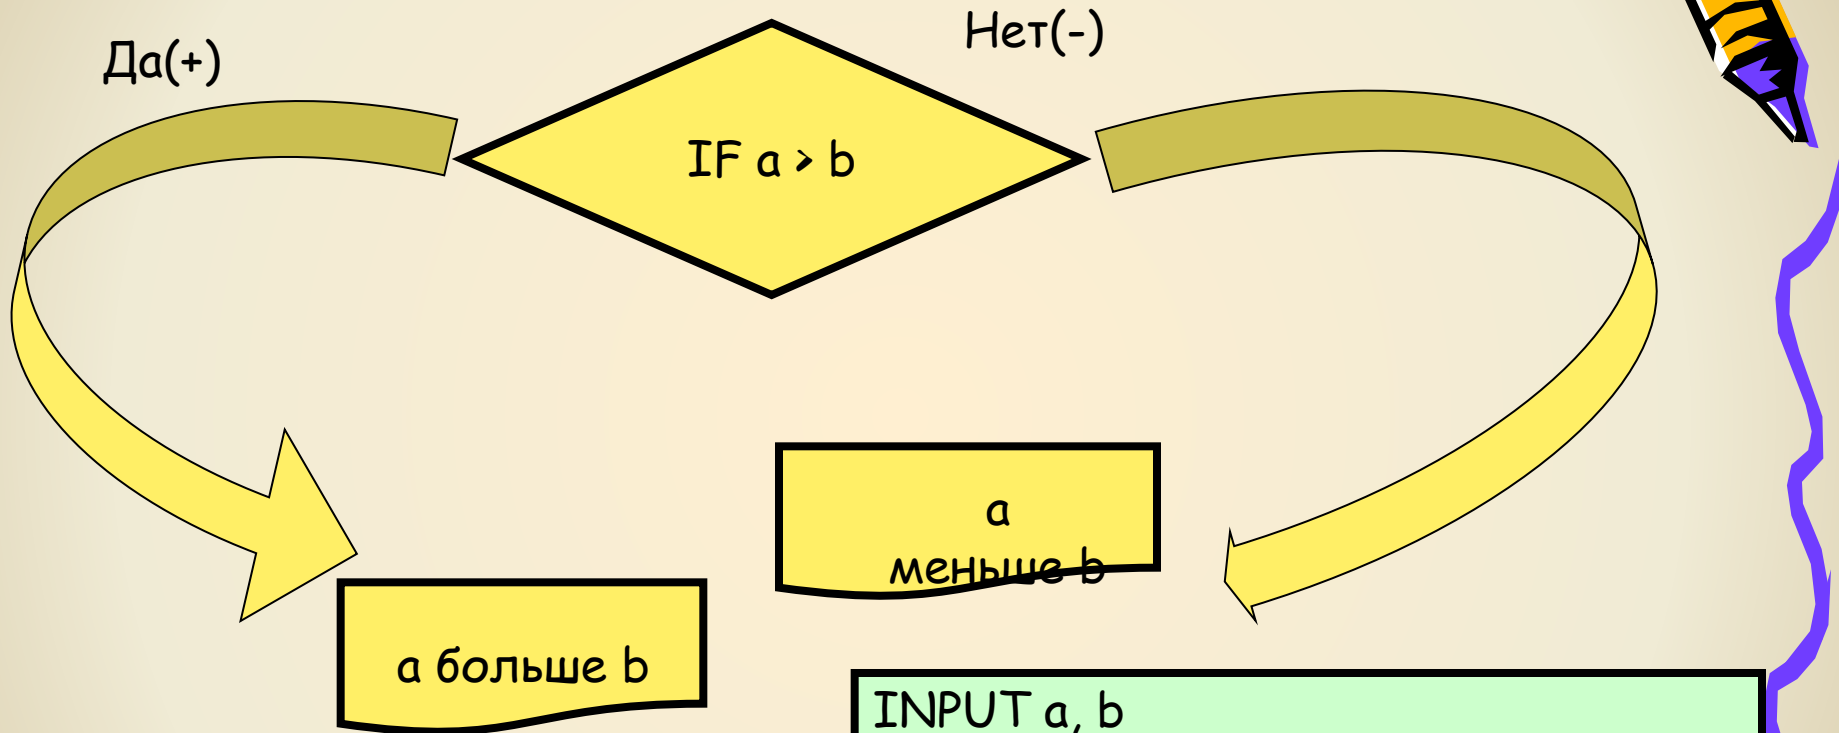 Да(+)
Нет(-)
IF a > b
а
меньше b
а больше b
INPUT a, b